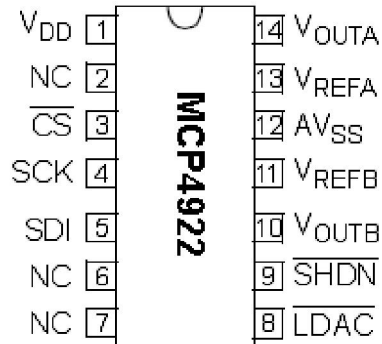 VDD 1 14 VOUTA
NC 2 13 VREFA
CS 3 12 AVSS
SCK 4 11 VREFB
SDI 5 10 VOUTB
NC 6 9 SHDN
NC 7 8 LDAC
MCP4922